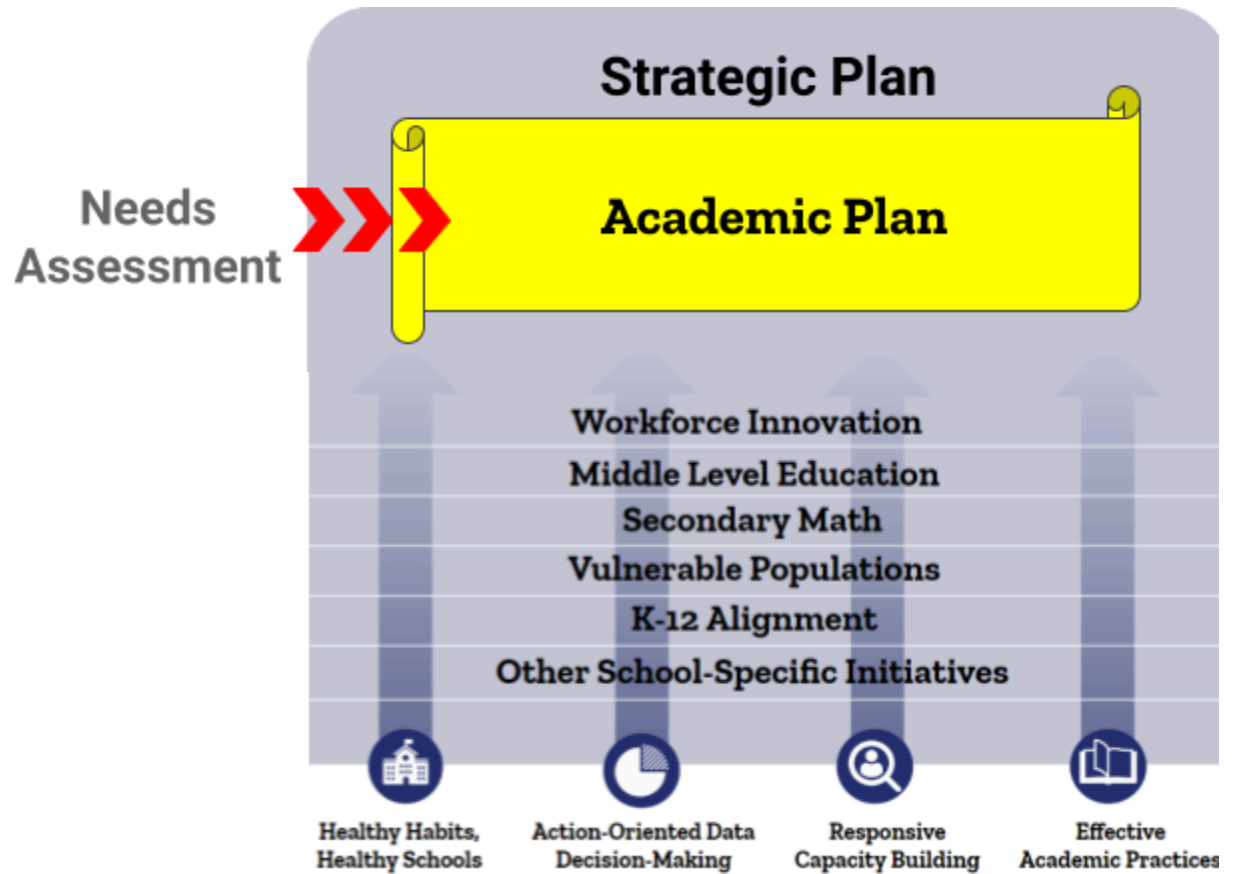 Strategic Plan
Needs
Assessment
Academic Plan
Workforce Innovation
Middle Level Education
Secondary Math
Vulnerable Populations
K-12 Alignment
Other School-Specific Initiatives
Healthy Habits,
Healthy Schools
Action-Oriented Data
Decision-Making
Responsive
Capacity Building
Effective
Academic Practices